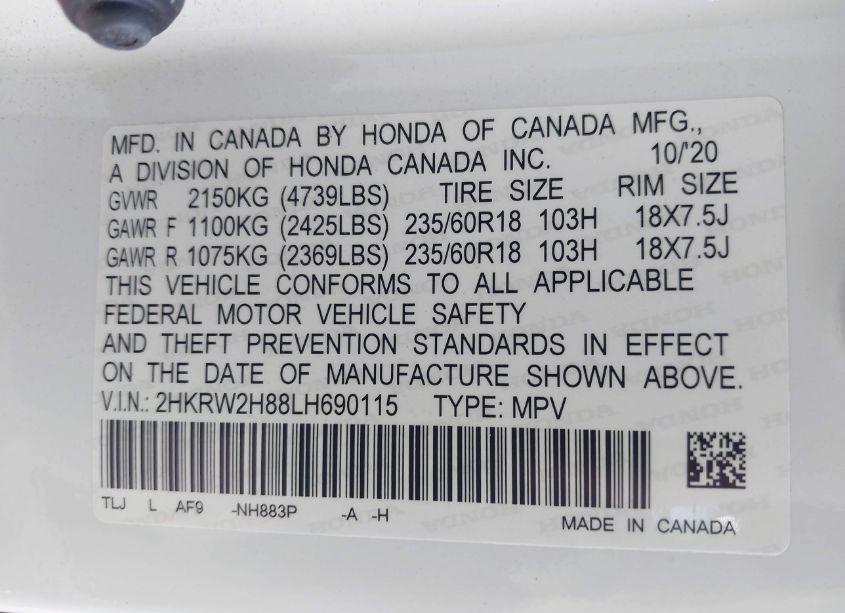 MFD. IN CANADA BY HONDA OF CANADA MFG.,
A DIVISION OF HONDA CANADA INC. 10/'20
GVWR 2150KG (4739LBS) TIRE SIZE RIM SIZE
GAWR F 1100KG (2425LBS) 235/60R18 103H 18X7.5J
GAWR R 1075KG (2369LBS) 235/60R18 103H 18X7.5J
THIS VEHICLE CONFORMS TO ALL APPLICABLE
FEDERAL MOTOR VEHICLE SAFETY
AND THEFT PREVENTION STANDARDS IN EFFECT
ON THE DATE OF MANUFACTURE SHOWN ABOVE.
V.I.N.: 2HKRW2H88LH690115 TYPE: MPV
TLJ L AF9 -NH883P -A -H
MADE IN CANADA